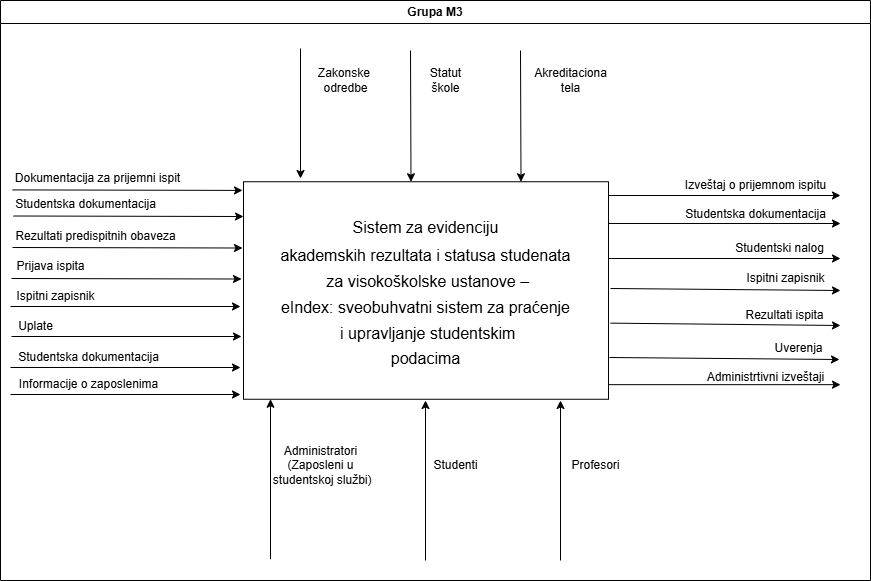 Grupa M3
Zakonske
odredbe
Statut
škole
Akreditaciona
tela
Dokumentacija za prijemni ispit
Studentska dokumentacija
Rezultati predispitnih obaveza
Prijava ispita
Ispitni zapisnik
Uplate
Studentska dokumentacija
Informacije o zaposlenima
Sistem za evidenciju
akademskih rezultata i statusa studenata
za visokoškolske ustanove –
eIndex: sveobuhvatni sistem za praćenje
i upravljanje studentskim
podacima
Izveštaj o prijemnom ispitu
Studentska dokumentacija
Studentski nalog
Ispitni zapisnik
Rezultati ispita
Uverenja
Administrtivni izveštaji
Administratori
(Zaposleni u
studentskoj službi)
Studenti
Profesori